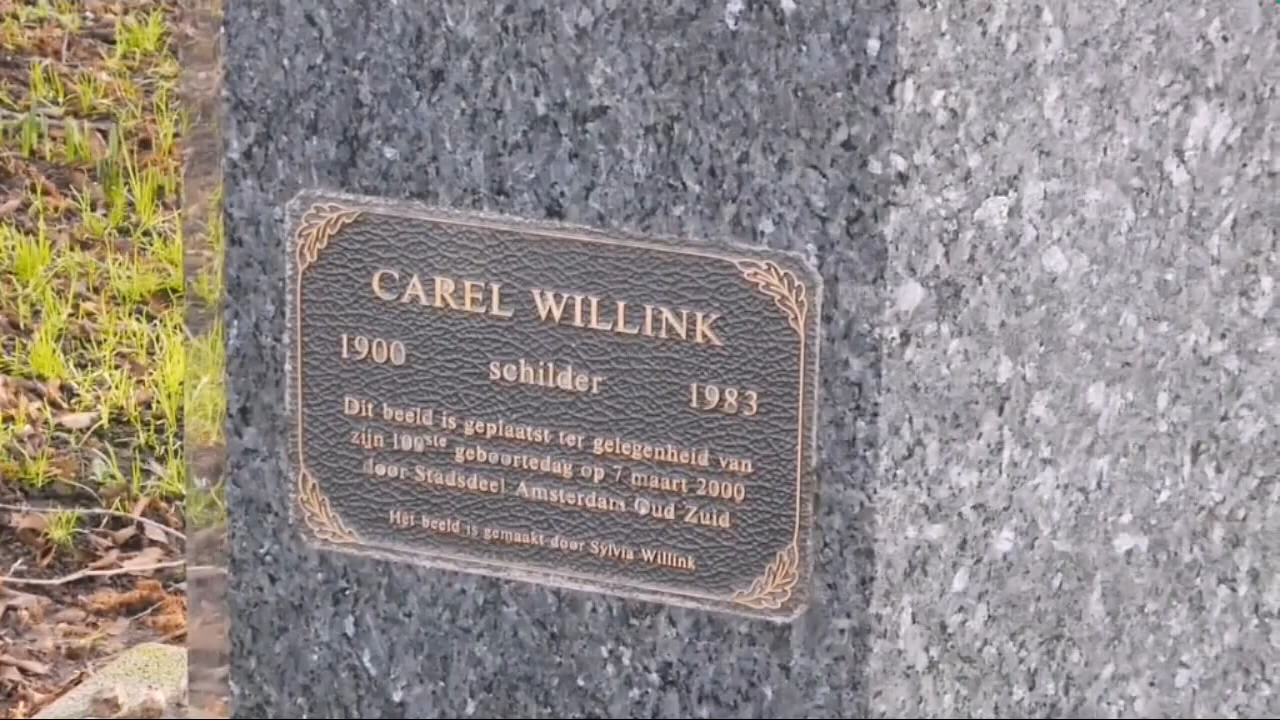 CAREL WILLINK
1900 schilder 1983
Dit beeld is geplaatst ter gelegenheid van
zijn 100ste geboortedag op 7 maart 2000
door Stadsdeel Amsterdam Oud Zuid
Het beeld is gemaakt door Sylvia Willink